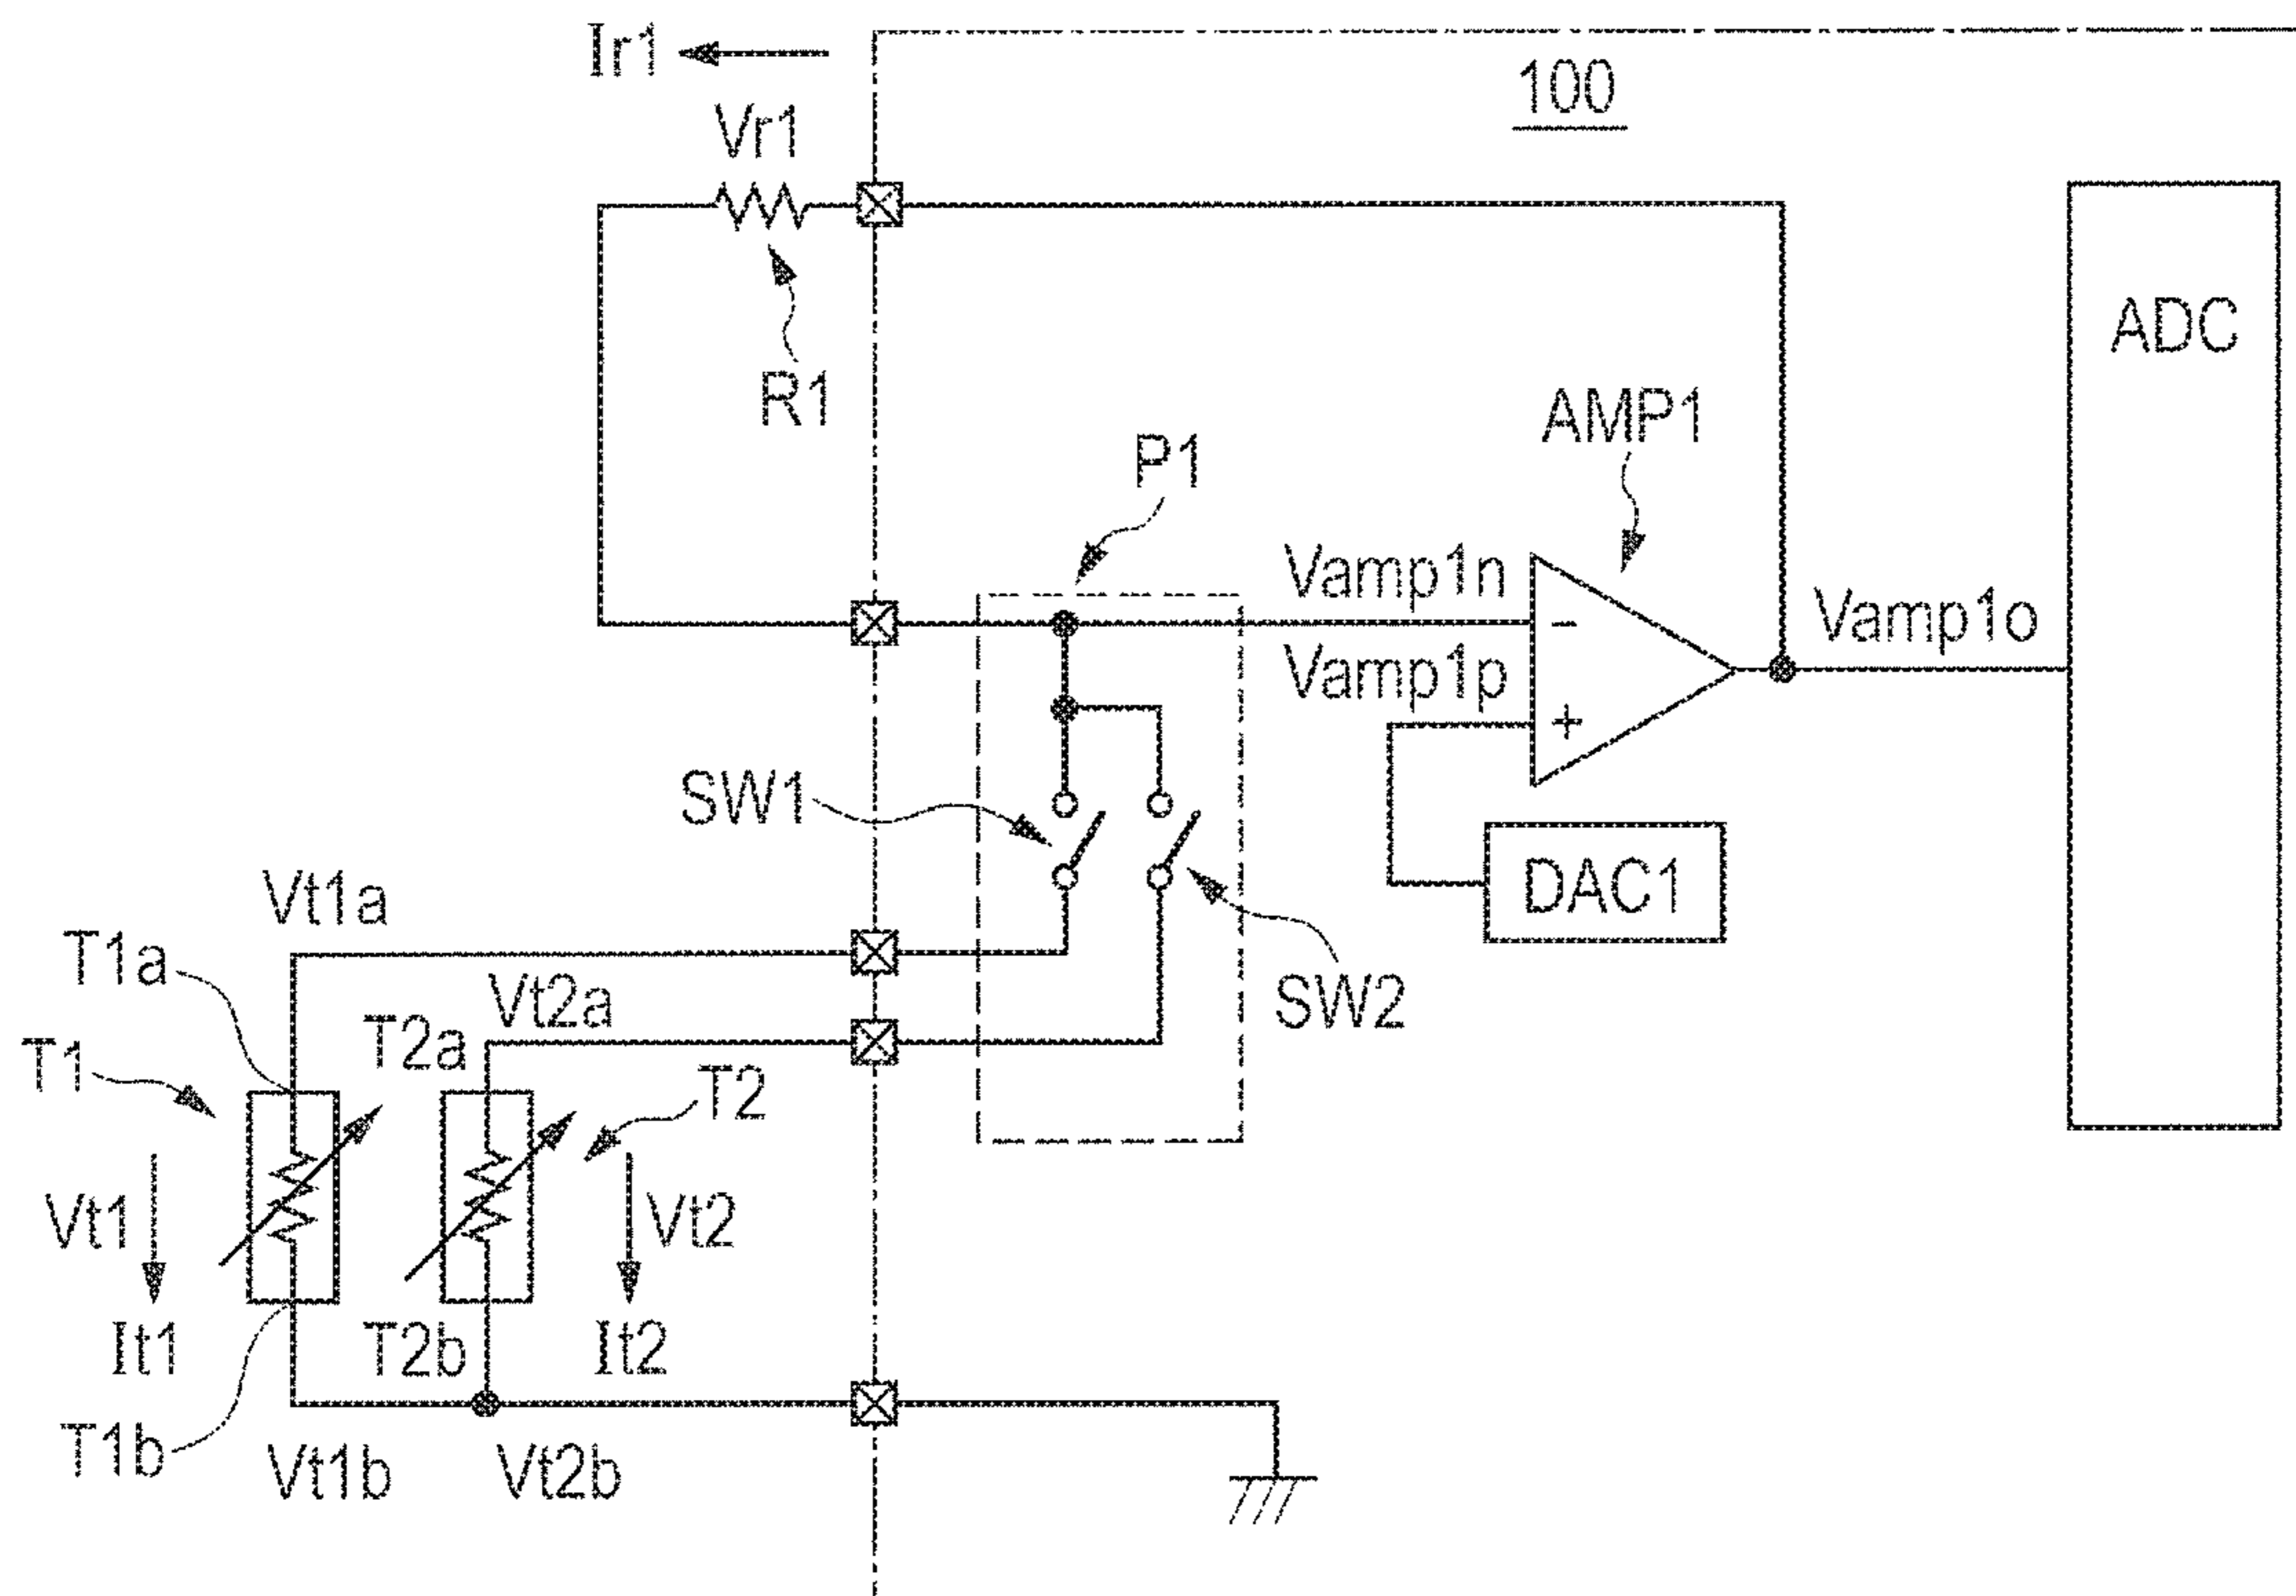 Ir1
100
Vr1
ADC
R1
AMP1
P1
Vamp1n
Vamp1o
Vamp1p
SW1
DAC1
Vt1a
T1a
Vt2a
SW2
T2a
T1
T2
Vt1
Vt2
It1
T2b
It2
T1b
Vt1b
Vt2b